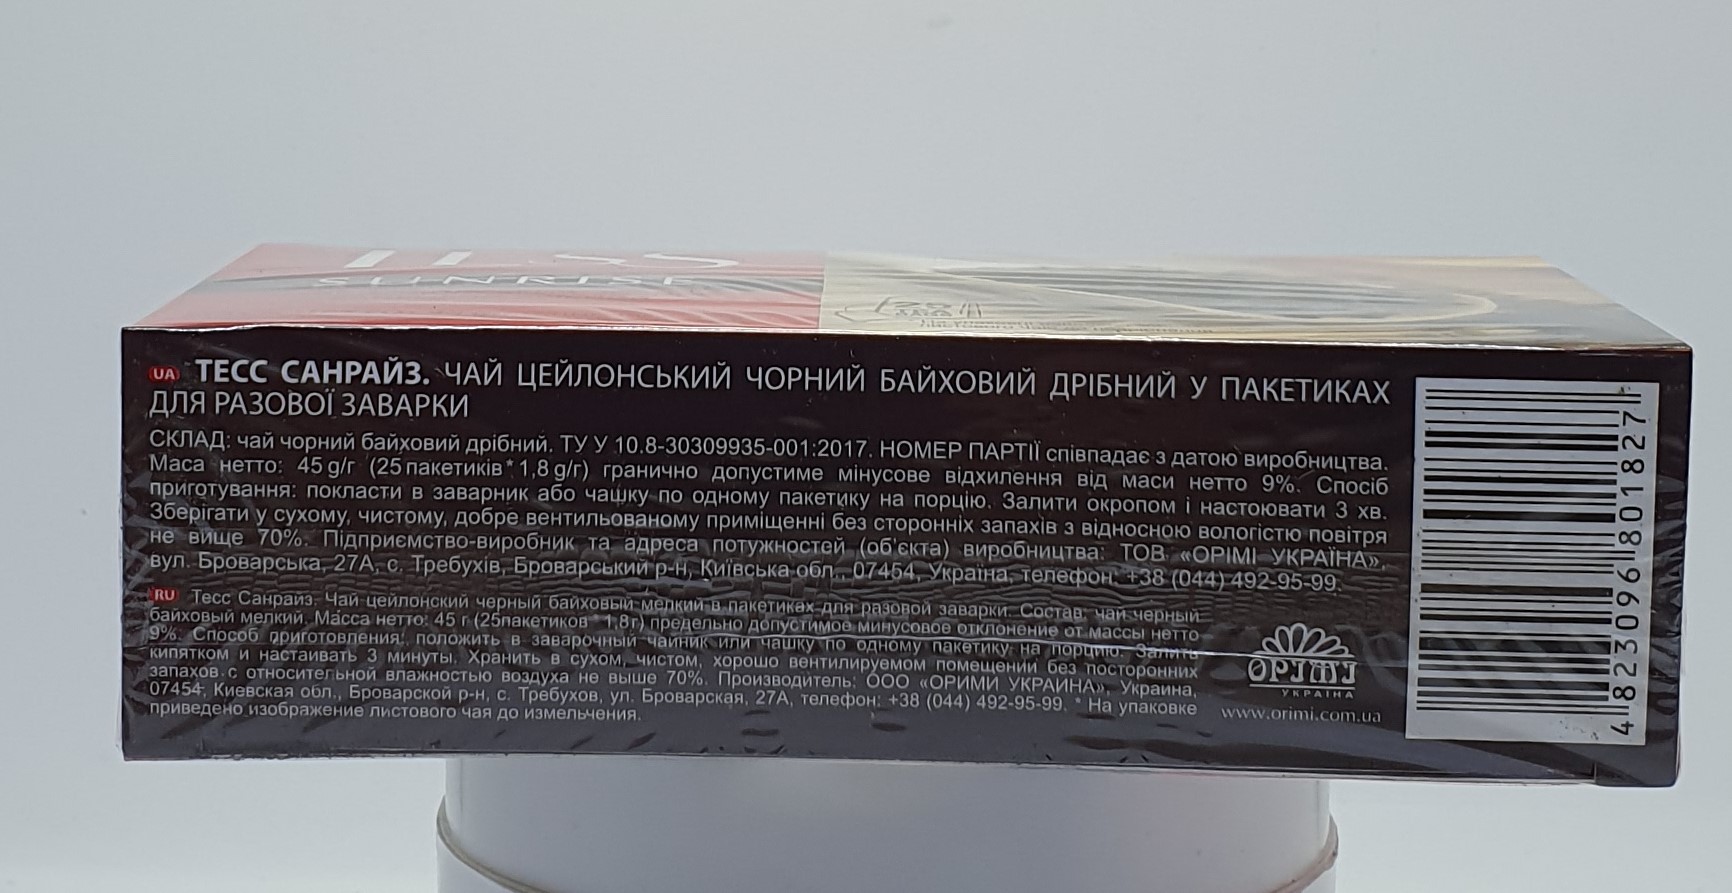 SUNRISE
UA ТЕСС САНРАЙЗ. ЧАЙ ЦЕЙЛОНСЬКИЙ ЧОРНИЙ БАЙХОВИЙ ДРІБНИЙ У ПАКЕТИКАХ
ДЛЯ РАЗОВОЇ ЗАВАРКИ
СКЛАД: чай чорний байховий дрібний. ТУ У 10.8-30309935-001:2017. НОМЕР ПАРТІЇ співпадає з датою виробництва.
Маса нетто: 45 g/г (25 пакетиків*1,8 g/г) гранично допустиме мінусове відхилення від маси нетто 9%. Спосіб
приготування: покласти в заварник або чашку по одному пакетику на порцію. Залити окропом і настоювати 3 хв.
Зберігати у сухому, чистому, добре вентильованому приміщенні без сторонніх запахів з відносною вологістю повітря
не вище 70%. Підприємство-виробник та адреса потужностей (об'єкта) виробництва: ТОВ «ОРІМІ УКРАЇНА»,
вул. Броварська, 27А, с. Требухів, Броварський р-н, Київська обл., 07454, Україна, телефон: +38 (044) 492-95-99.
RU Тесс Санрайз. Чай цейлонский черный байховый мелкий в пакетиках для разовой заварки. Состав: чай черный
байховый мелкий. Масса нетто: 45 г (25пакетиков * 1,8г) предельно допустимое минусовое отклонение от массы нетто
9%. Способ приготовления: положить в заварочный чайник или чашку по одному пакетику на порцию. Залить
кипятком и настаивать 3 минуты. Хранить в сухом, чистом, хорошо вентилируемом помещении без посторонних
запахов с относительной влажностью воздуха не выше 70%. Производитель: ООО «ОРИМИ УКРАИНА», Украина,
07454, Киевская обл., Броварской р-н, с. Требухов, ул. Броварская, 27А, телефон: +38 (044) 492-95-99. * На упаковке
приведено изображение листового чая до измельчения.
ОРІМІ
УКРАЇНА
www.orimi.com.ua
4 823096 801827